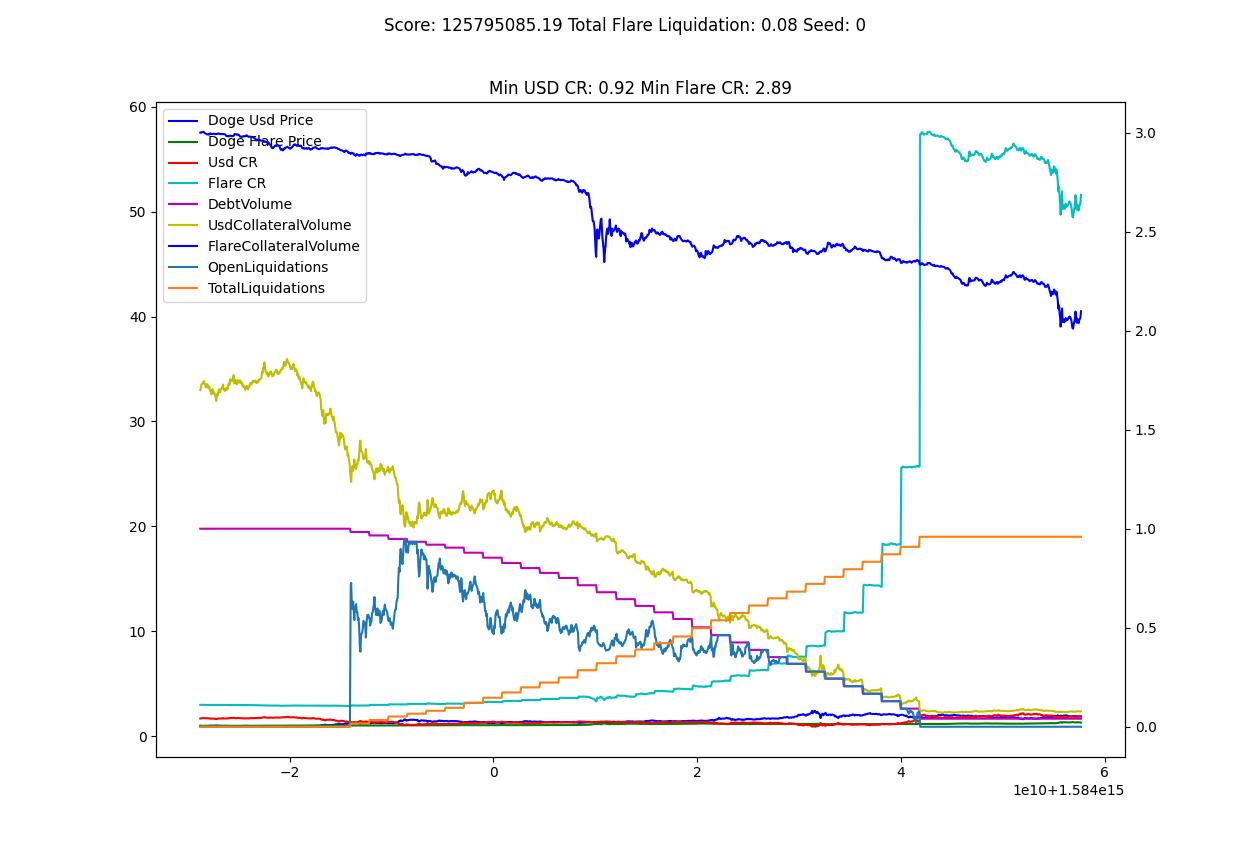 Score: 125795085.19 Total Flare Liquidation: 0.08 Seed: 0
Min USD CR: 0.92 Min Flare CR: 2.89
Doge Usd Price
Doge Flare Price
Usd CR
Flare CR
DebtVolume
UsdCollateralVolume
FlareCollateralVolume
OpenLiquidations
TotalLiquidations
60
50
40
30
20
10
0
3.0
2.5
2.0
1.5
1.0
0.5
0.0
−2
0
2
4
6
1e10+1.584e15